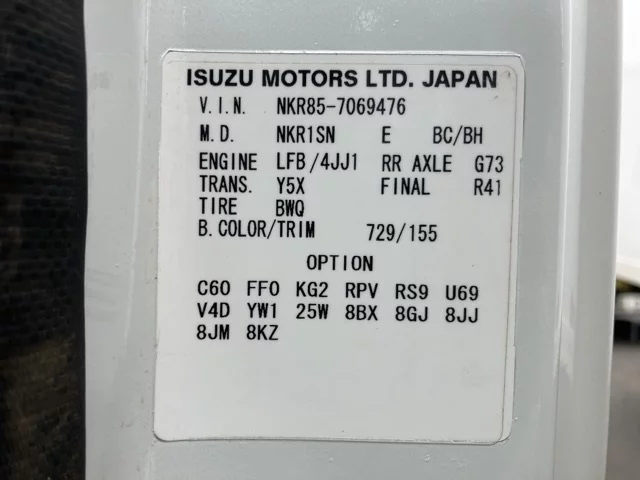 ISUZU MOTORS LTD. JAPAN
V.I.N. NKR85-7069476
M.D. NKR1SN E BC/BH
ENGINE LFB/4JJ1 RR AXLE G73
TRANS. Y5X FINAL R41
TIRE BWQ
B.COLOR/TRIM 729/155
OPTION
C60 FF0 KG2 RPV RS9 U69
V4D YW1 25W 8BX 8GJ 8JJ
8JM 8KZ